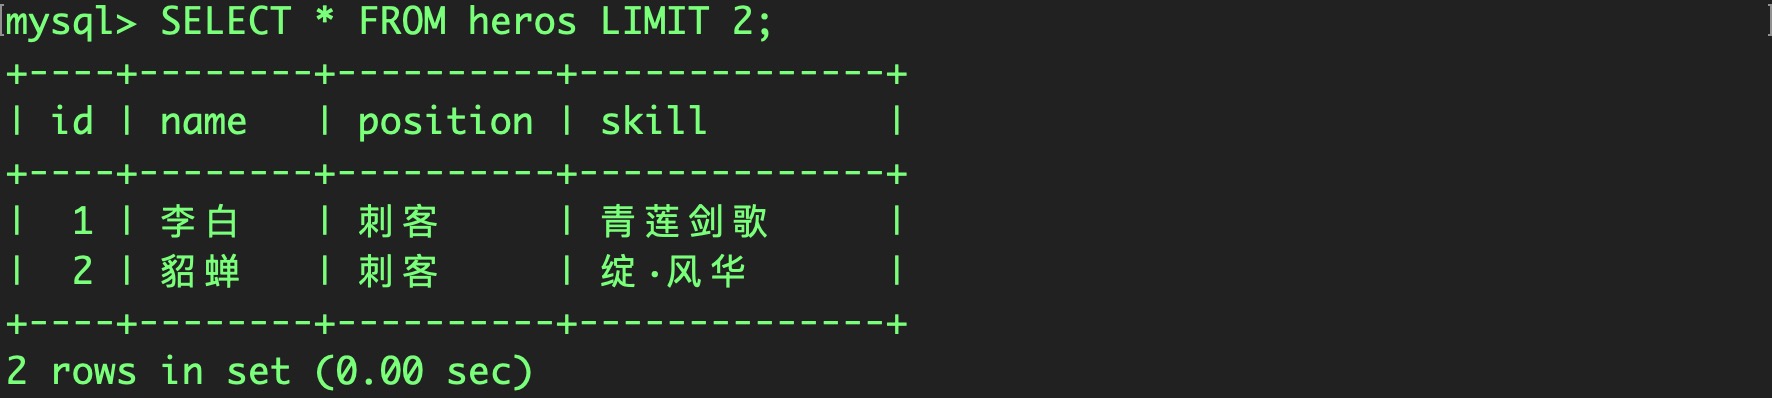 mysql> SELECT * FROM heros LIMIT 2;
+----+--------+----------+--------------+
| id | name   | position | skill        |
+----+--------+----------+--------------+
|  1 | 李白   | 刺客     | 青莲剑歌     |
|  2 | 貂蝉   | 刺客     | 绽·风华      |
+----+--------+----------+--------------+
2 rows in set (0.00 sec)